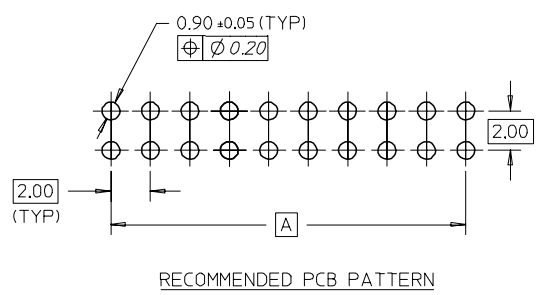 0.90 ±0.05 (TYP)
⌖ Ø 0.20
2.00
2.00
(TYP)
A
RECOMMENDED PCB PATTERN